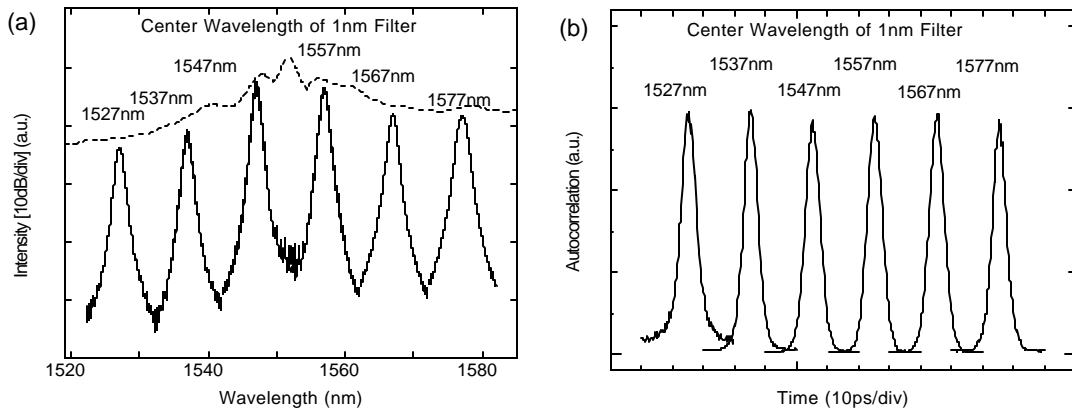 (a)
Center Wavelength of 1nm Filter
1557nm
1547nm
1567nm
1537nm
1577nm
1527nm
Intensity [10dB/div] (a.u.)
1520
1540
1560
1580
Wavelength (nm)
(b)
Center Wavelength of 1nm Filter
1537nm
1557nm
1577nm
1527nm
1547nm
1567nm
Autocorrelation (a.u.)
Time (10ps/div)